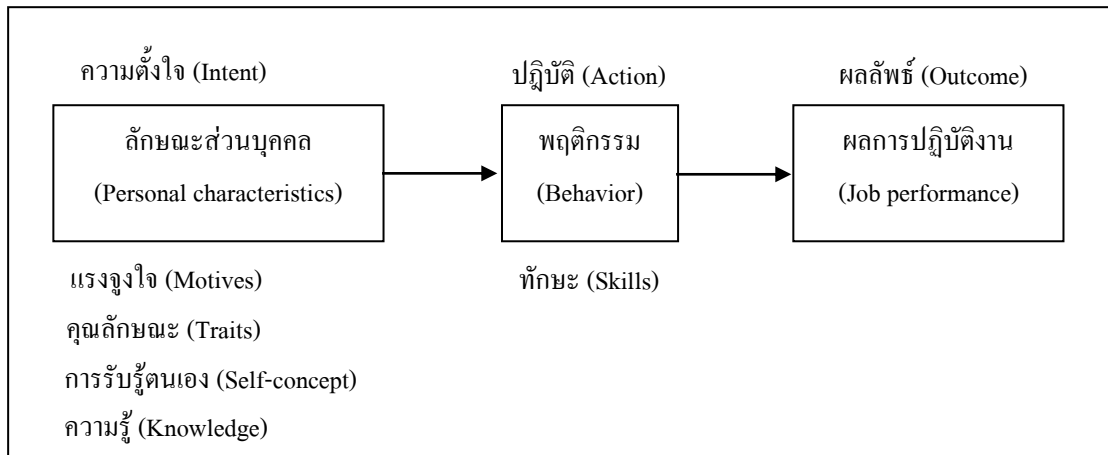 ความตั้งใจ (Intent)
ปฎิบัติ (Action)
ผลลัพธ์ (Outcome)
ลักษณะส่วนบุคคล
(Personal characteristics)
พฤติกรรม
(Behavior)
ผลการปฏิบัติงาน
(Job performance)
แรงจูงใจ (Motives)
คุณลักษณะ (Traits)
การรับรู้ตนเอง (Self-concept)
ความรู้ (Knowledge)
ทักษะ (Skills)